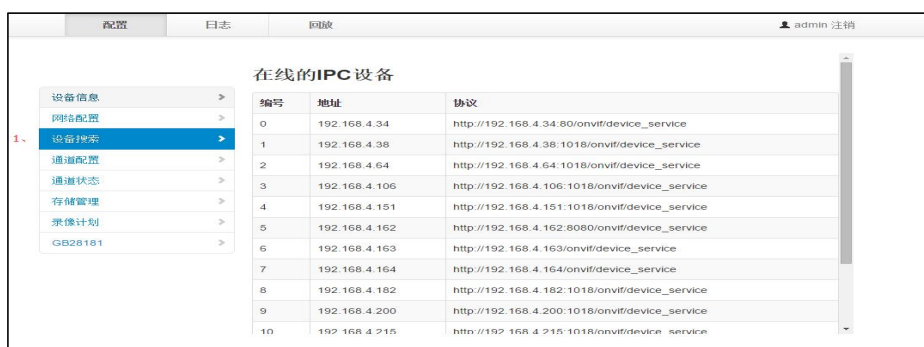 配置 日志 回放 admin 注销
在线的IPC设备
设备信息 >
网络配置 >
1、 设备搜索 >
通道配置 >
通道状态 >
存储管理 >
录像计划 >
GB28181 >
编号 地址 协议
0 192.168.4.34 http://192.168.4.34:80/onvif/device_service
1 192.168.4.38 http://192.168.4.38:1018/onvif/device_service
2 192.168.4.64 http://192.168.4.64:1018/onvif/device_service
3 192.168.4.106 http://192.168.4.106:1018/onvif/device_service
4 192.168.4.151 http://192.168.4.151:1018/onvif/device_service
5 192.168.4.162 http://192.168.4.162:8080/onvif/device_service
6 192.168.4.163 http://192.168.4.163/onvif/device_service
7 192.168.4.164 http://192.168.4.164/onvif/device_service
8 192.168.4.182 http://192.168.4.182:1018/onvif/device_service
9 192.168.4.200 http://192.168.4.200:1018/onvif/device_service
10 192.168.4.215 http://192.168.4.215:1018/onvif/device_service